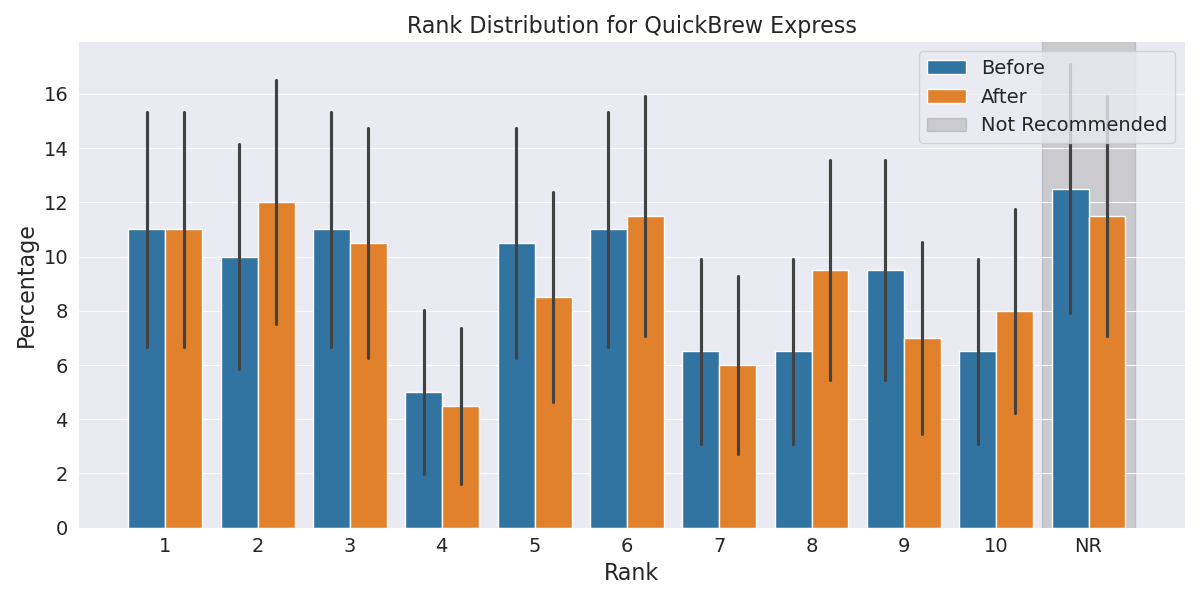 Rank Distribution for QuickBrew Express
Before
After
Not Recommended
Percentage
16
14
12
10
8
6
4
2
0
1 2 3 4 5 6 7 8 9 10 NR
Rank